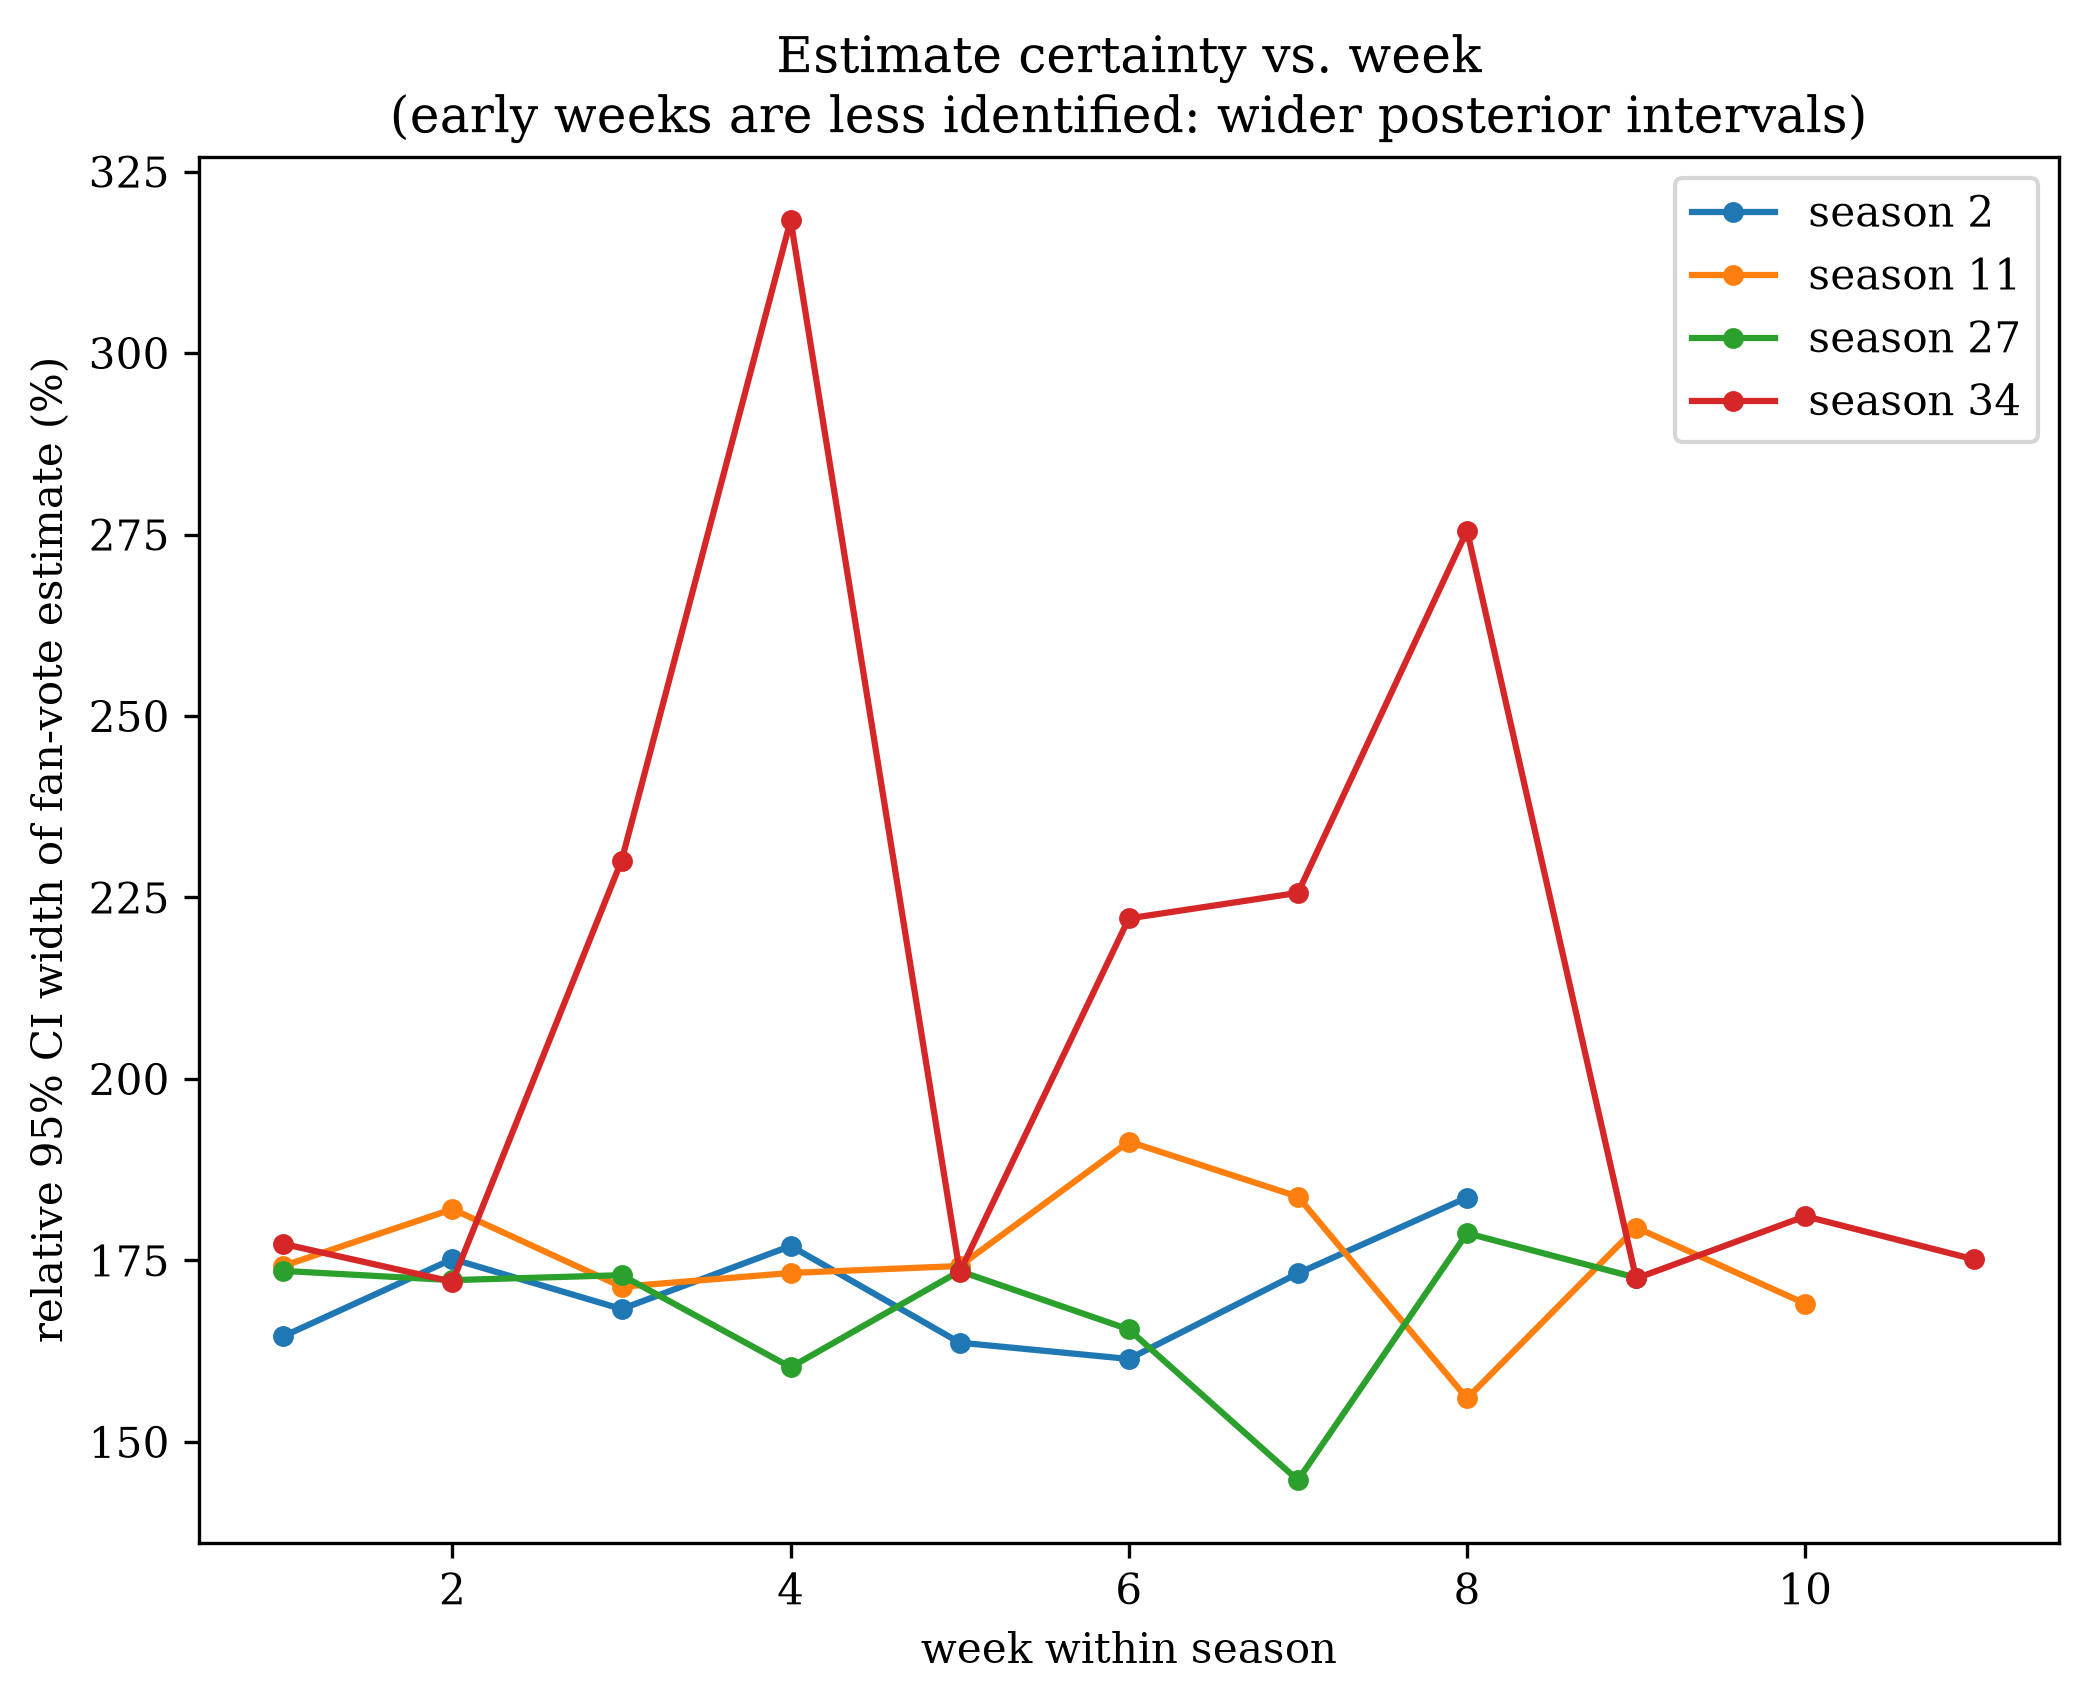 Estimate certainty vs. week
(early weeks are less identified: wider posterior intervals)
relative 95% CI width of fan-vote estimate (%)
325
300
275
250
225
200
175
150
season 2
season 11
season 27
season 34
2
4
6
8
10
week within season